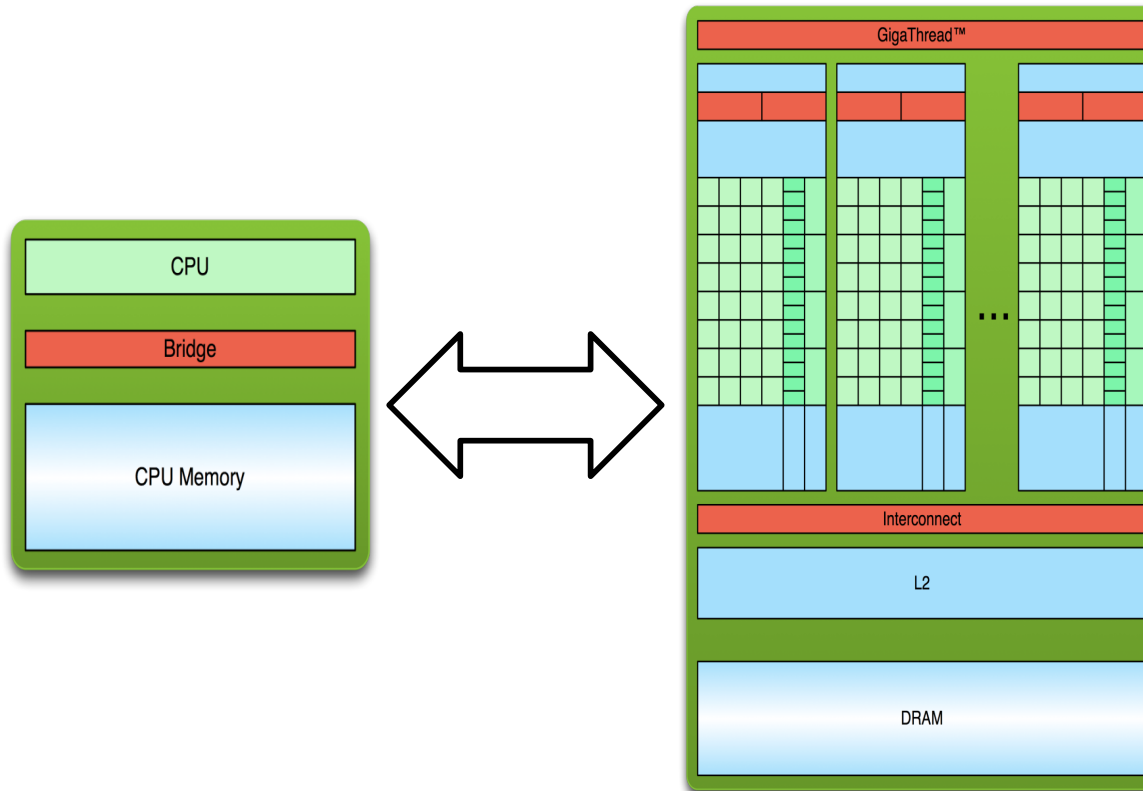 CPU
Bridge
CPU Memory
GigaThread™
...
Interconnect
L2
DRAM